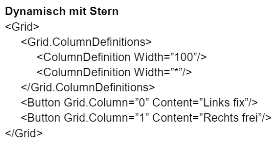 Dynamisch mit Stern
<Grid>
<Grid.ColumnDefinitions>
<ColumnDefinition Width=”100”/>
<ColumnDefinition Width=”*”/>
</Grid.ColumnDefinitions>
<Button Grid.Column=”0” Content=”Links fix”/>
<Button Grid.Column=”1” Content=”Rechts frei”/>
</Grid>